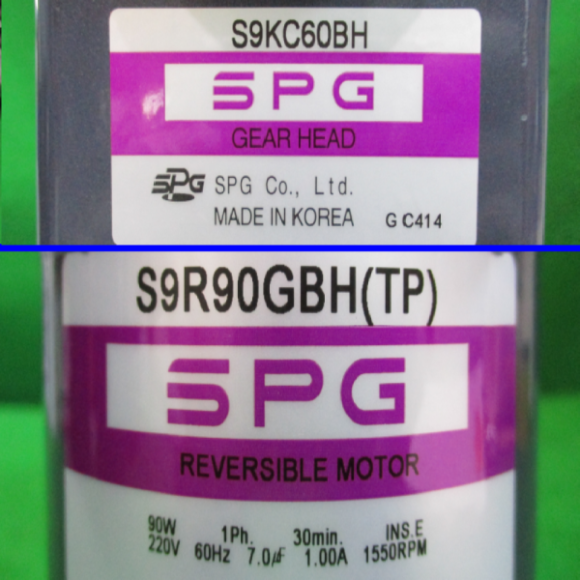 S9KC60BH
SPG
GEAR HEAD
SPG SPG Co., Ltd.
MADE IN KOREA G C414
S9R90GBH(TP)
SPG
REVERSIBLE MOTOR
90W 1Ph. 30min. INS.E
220V 60Hz 7.0㎌ 1.00A 1550RPM